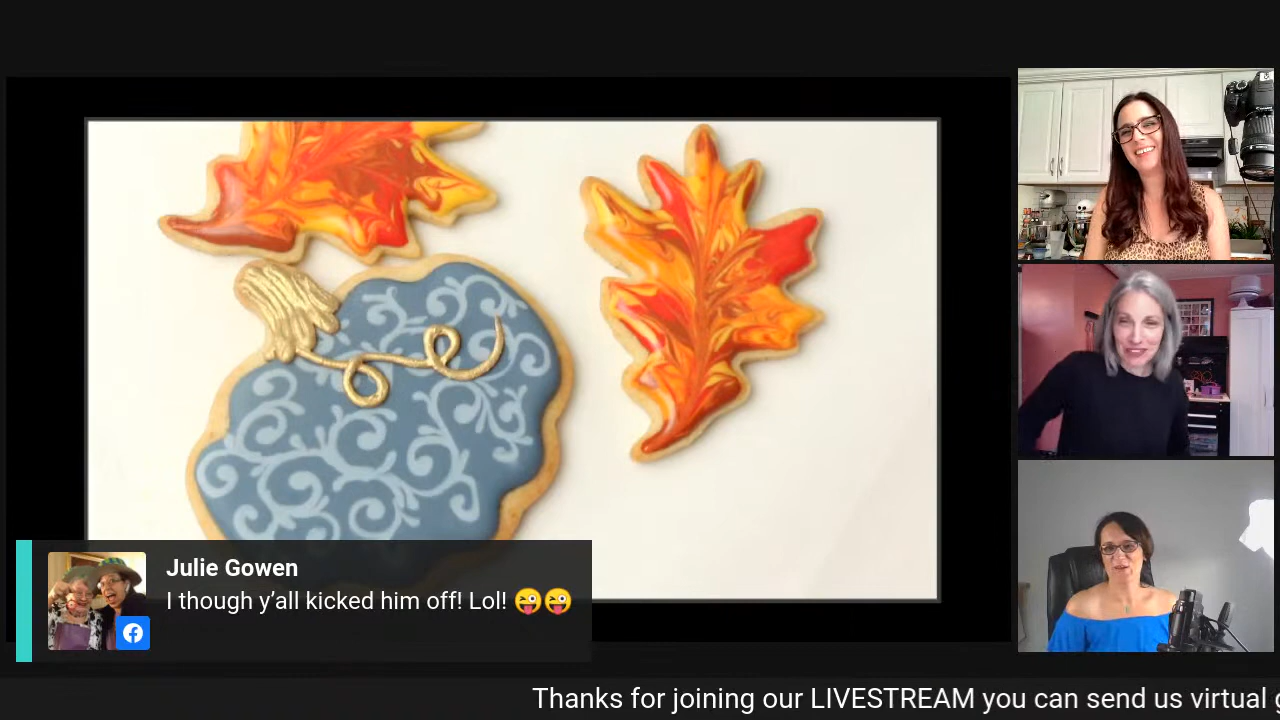 Julie Gowen
I though y’all kicked him off! Lol! 😜😜
Thanks for joining our LIVESTREAM you can send us virtual